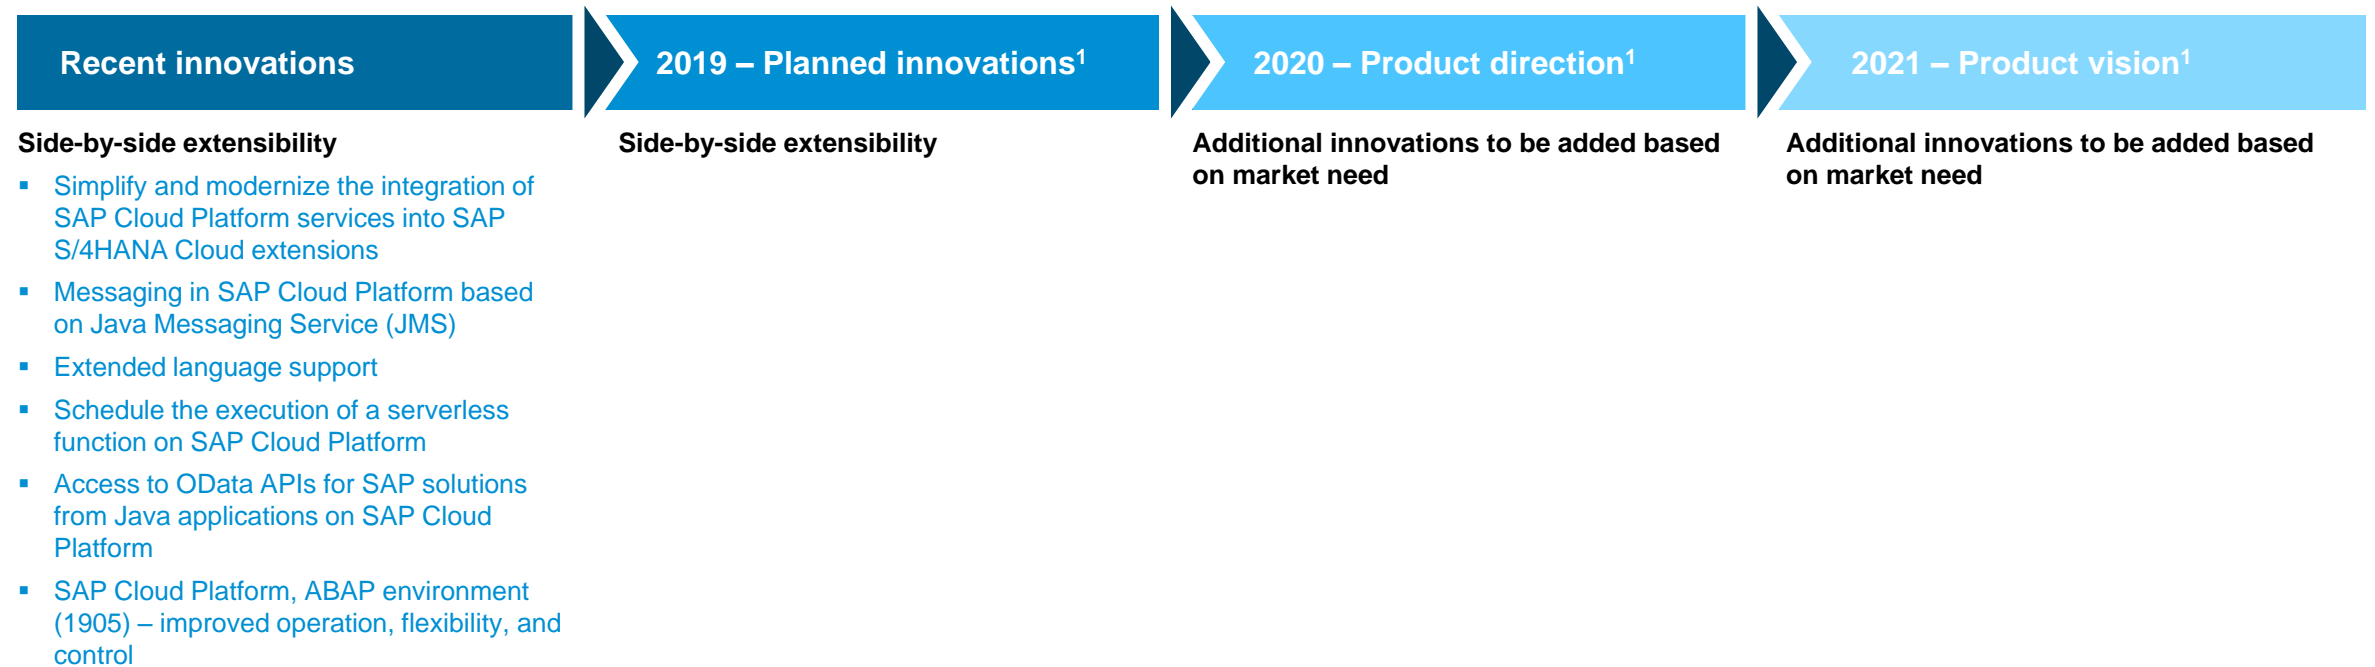 Recent innovations
2019 – Planned innovations¹
2020 – Product direction¹
2021 – Product vision¹
Side-by-side extensibility
▪ Simplify and modernize the integration of
SAP Cloud Platform services into SAP
S/4HANA Cloud extensions
▪ Messaging in SAP Cloud Platform based
on Java Messaging Service (JMS)
▪ Extended language support
▪ Schedule the execution of a serverless
function on SAP Cloud Platform
▪ Access to OData APIs for SAP solutions
from Java applications on SAP Cloud
Platform
▪ SAP Cloud Platform, ABAP environment
(1905) – improved operation, flexibility, and
control
Side-by-side extensibility
Additional innovations to be added based
on market need
Additional innovations to be added based
on market need